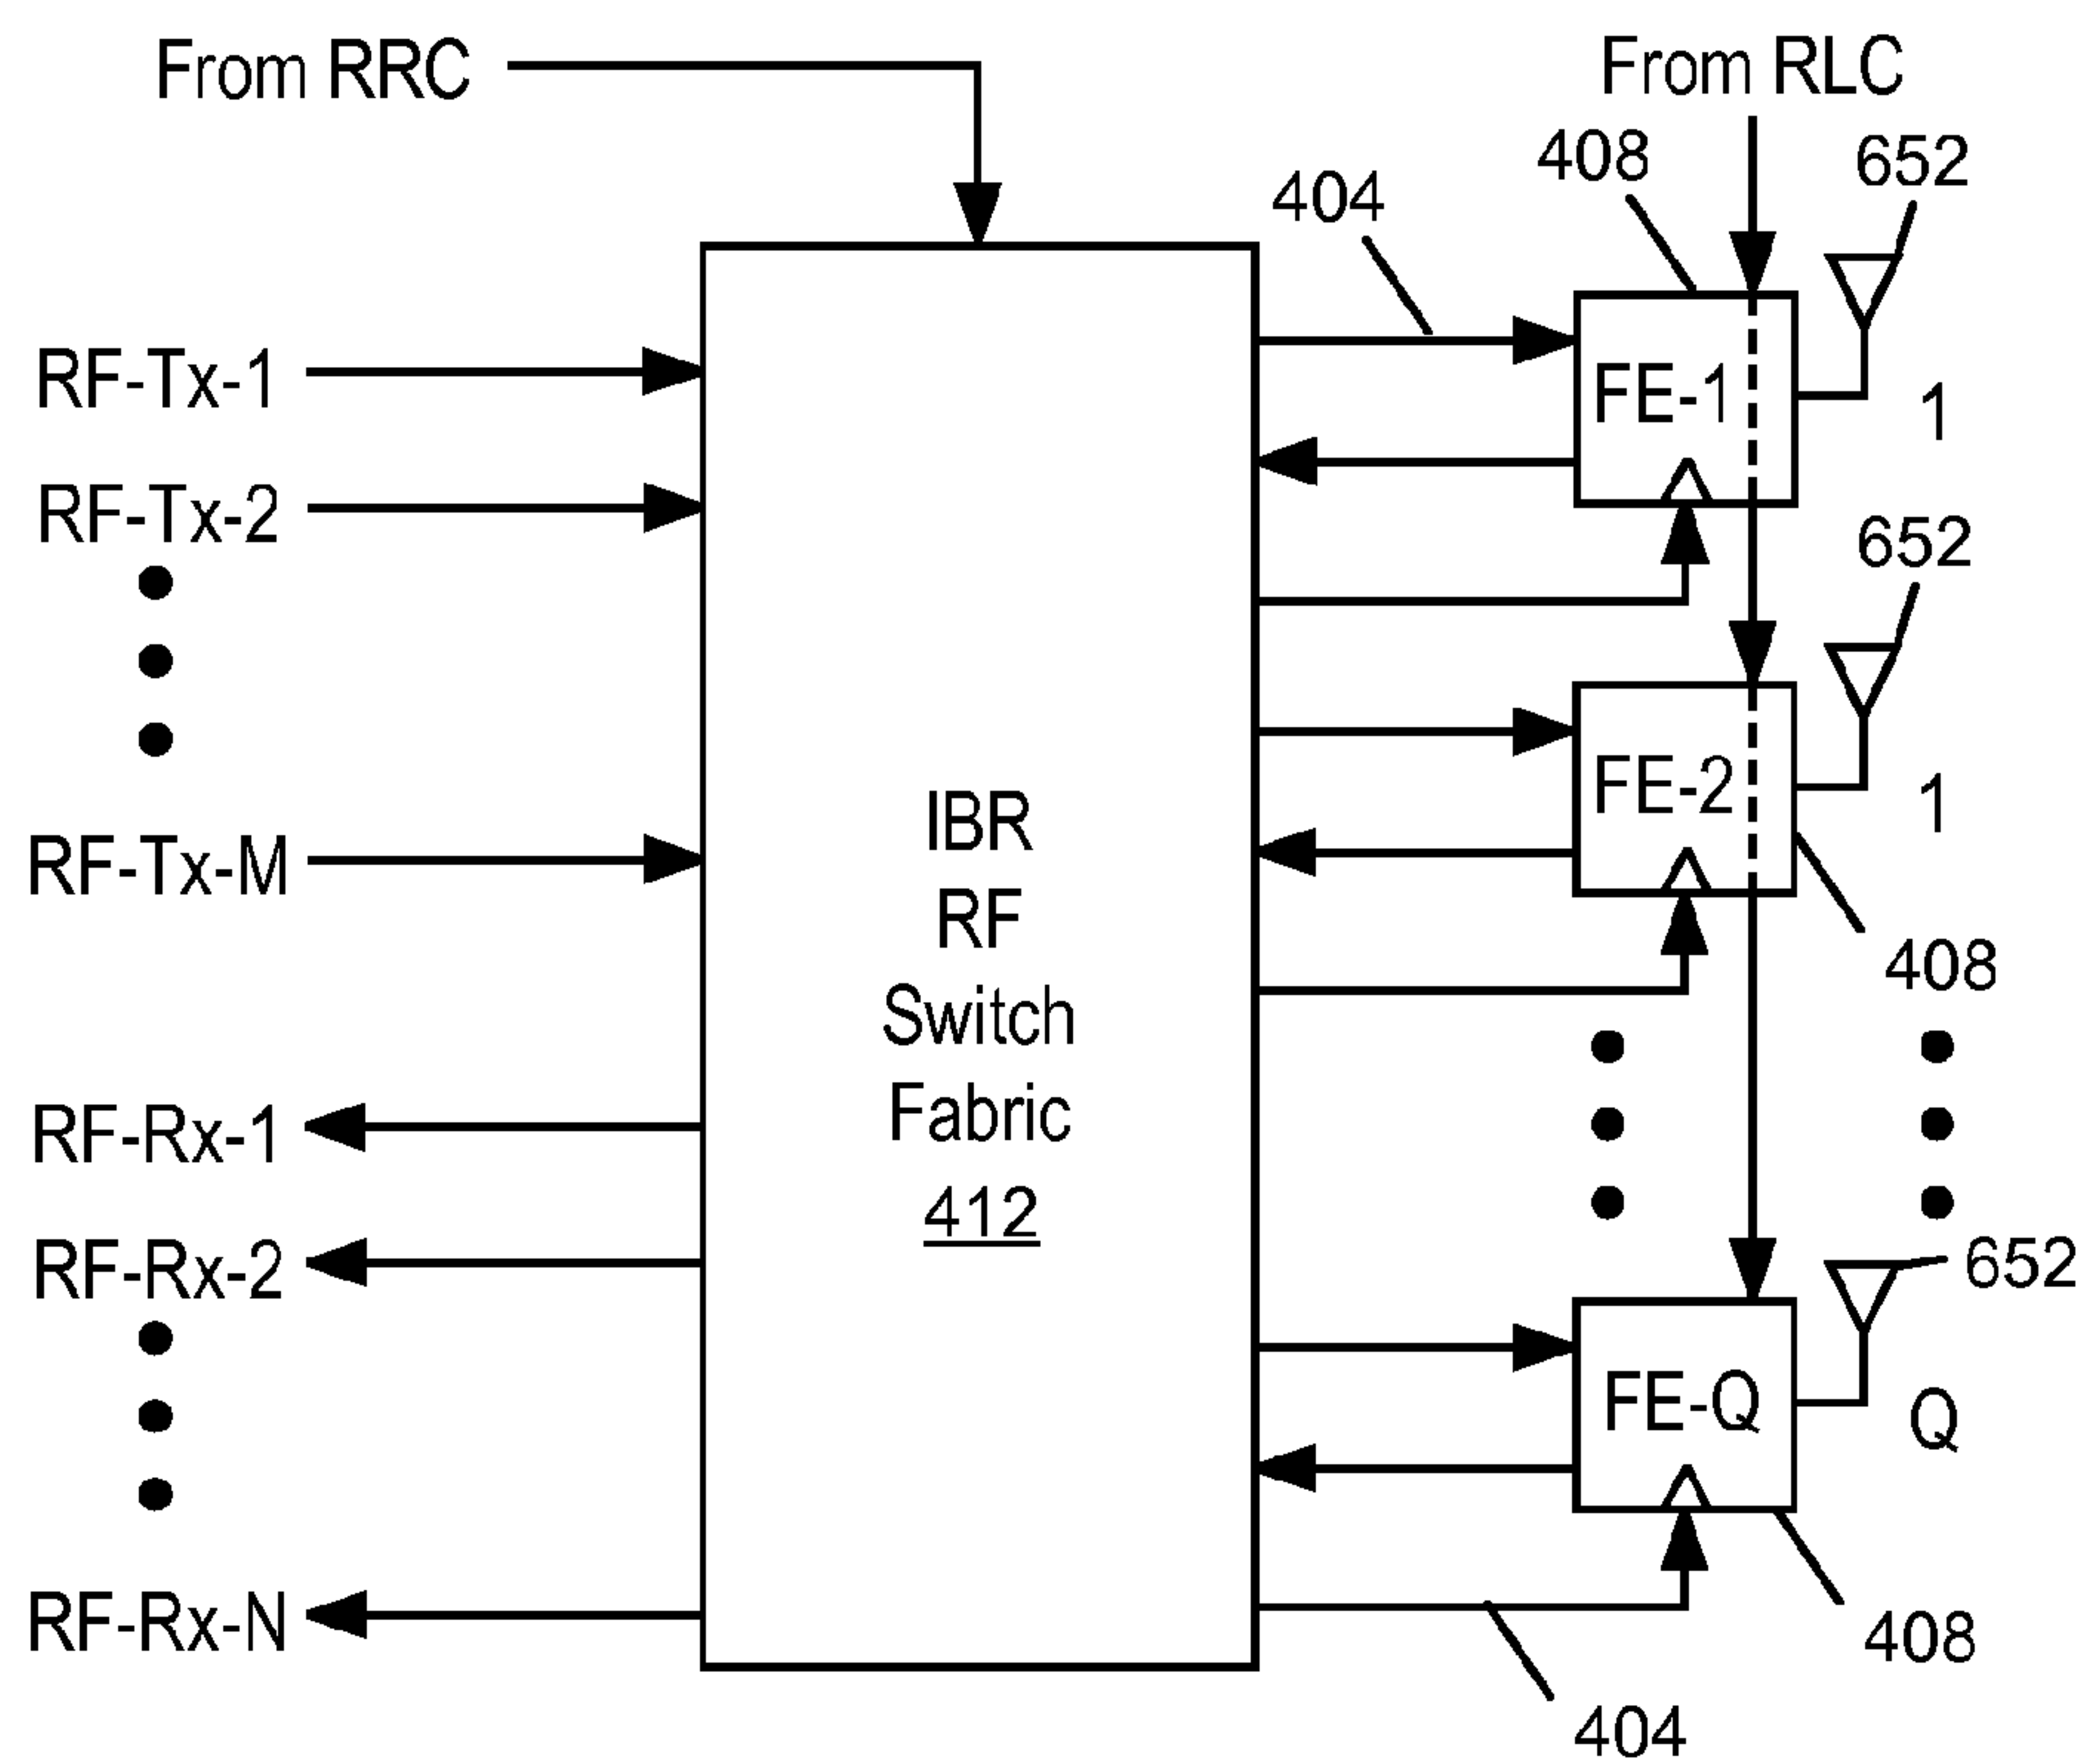 From RRC
From RLC
408
652
404
RF-Tx-1
FE-1
1
RF-Tx-2
652
FE-2
1
RF-Tx-M
408
IBR
RF
Switch
Fabric
412
RF-Rx-1
RF-Rx-2
652
FE-Q
Q
RF-Rx-N
408
404